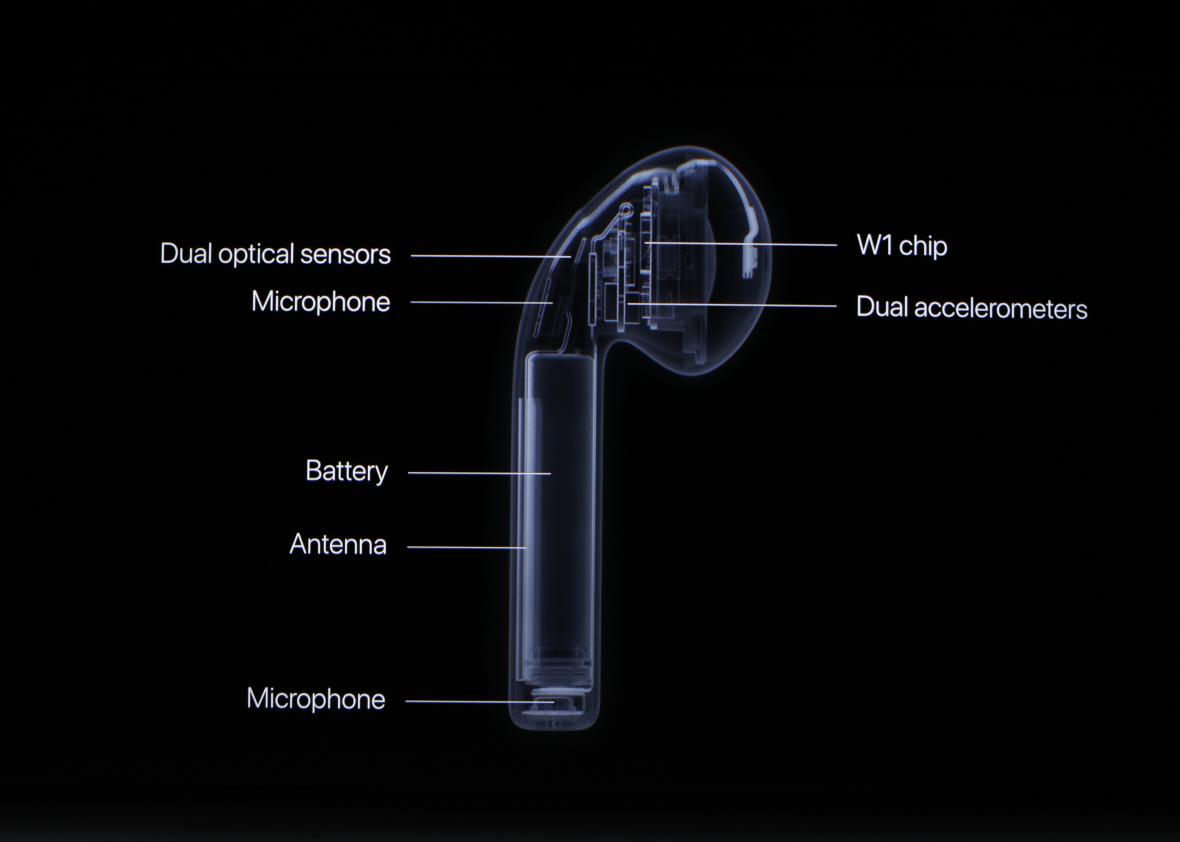 Dual optical sensors
W1 chip
Microphone
Dual accelerometers
Battery
Antenna
Microphone